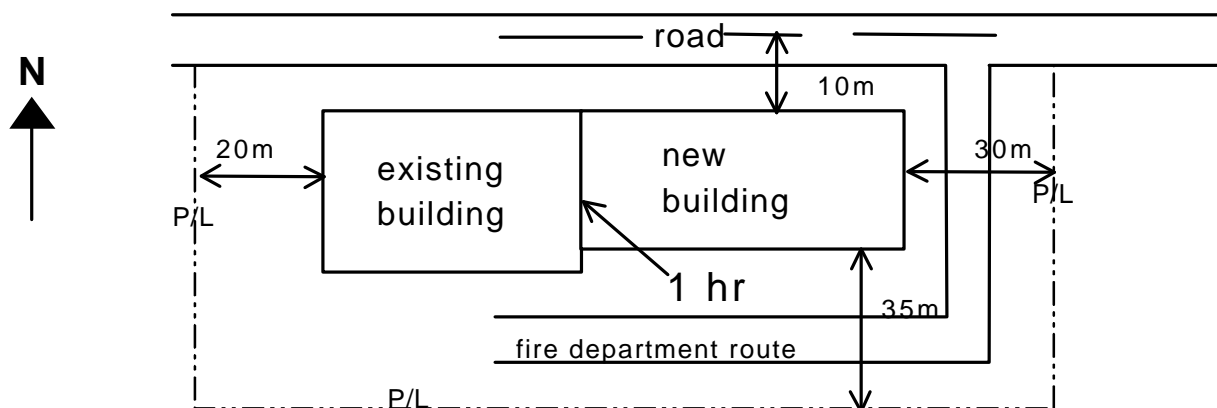 road
N
10m
20m
30m
existing
building
new
building
P/L
P/L
1 hr
35m
fire department route
P/L